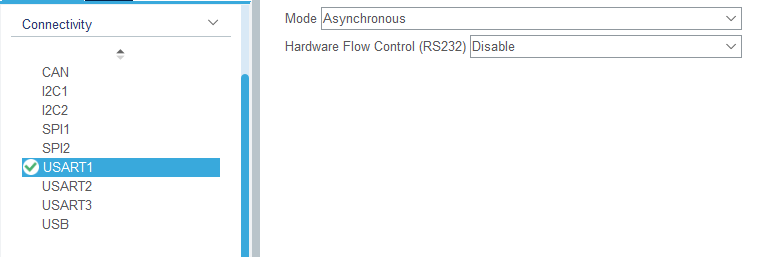 Connectivity
CAN
I2C1
I2C2
SPI1
SPI2
USART1
USART2
USART3
USB
Mode Asynchronous
Hardware Flow Control (RS232) Disable